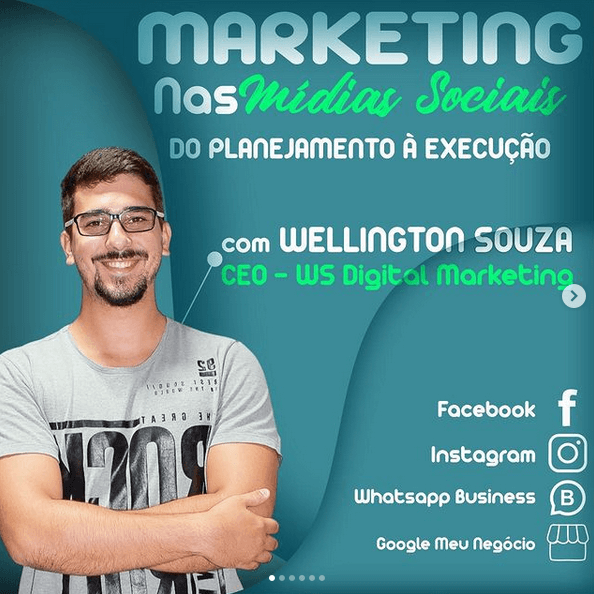 MARKETING
Nas Mídias Sociais
DO PLANEJAMENTO À EXECUÇÃO
com WELLINGTON SOUZA
CEO - WS Digital Marketing
Facebook
Instagram
Whatsapp Business
B
Google Meu Negócio